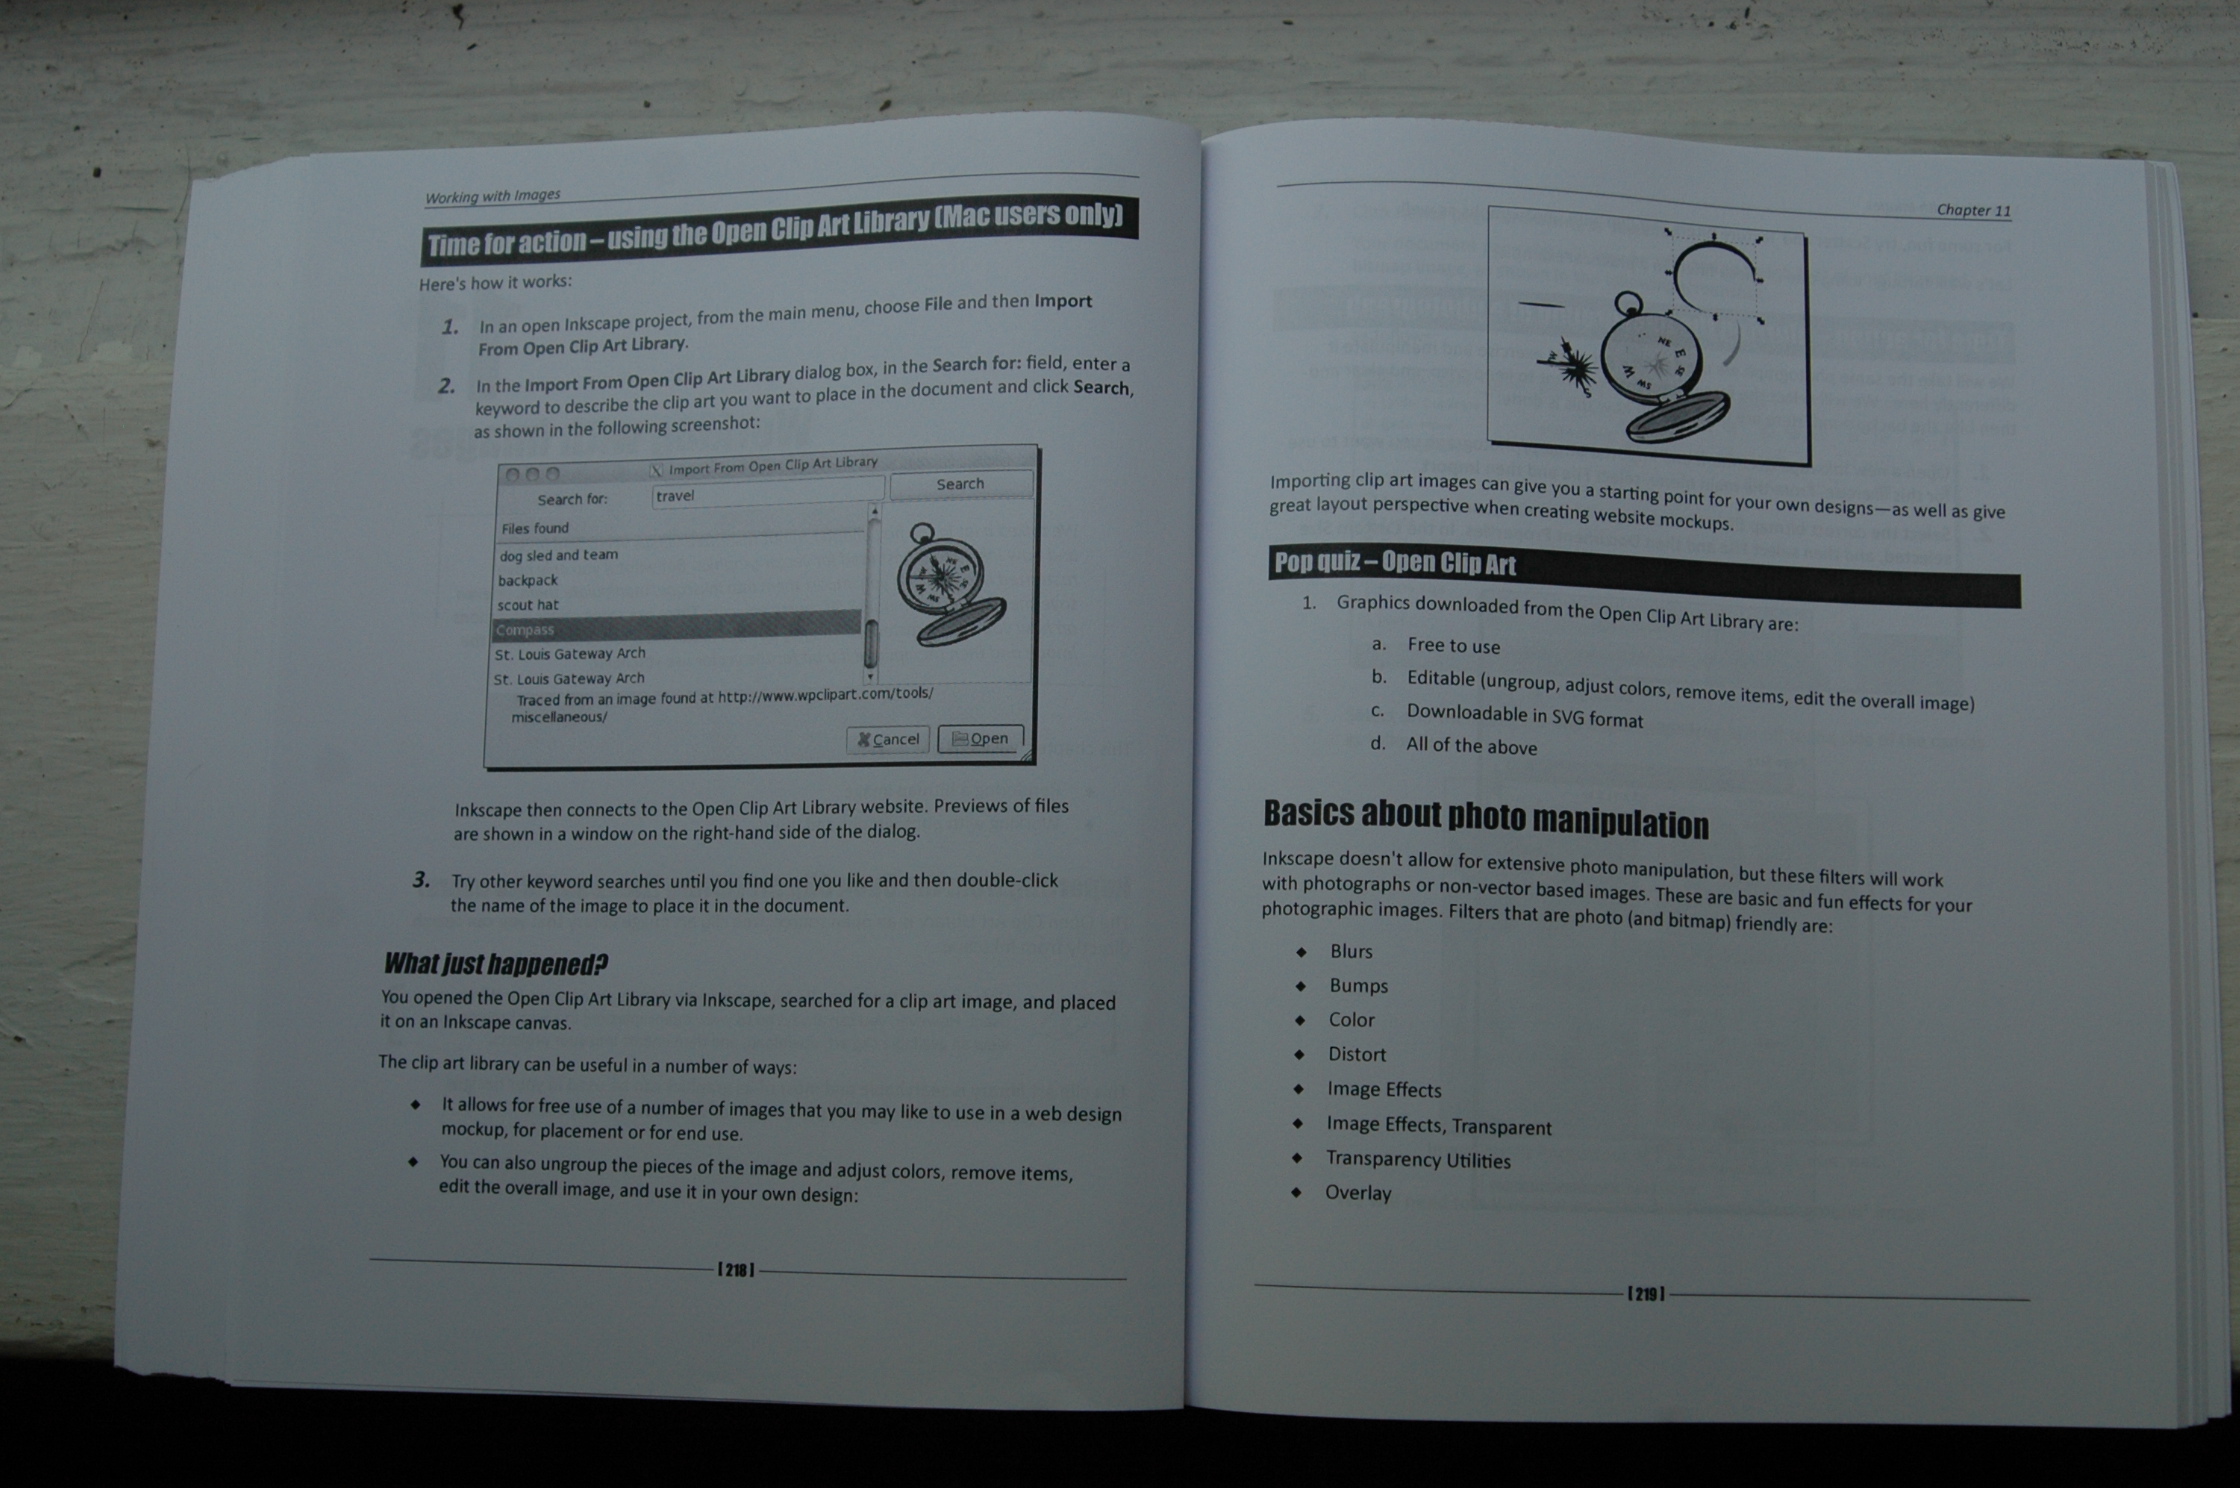 Working with Images
Time for action – using the Open Clip Art Library (Mac users only)
Here's how it works:
1. In an open Inkscape project, from the main menu, choose File and then Import
From Open Clip Art Library.
2. In the Import From Open Clip Art Library dialog box, in the Search for: field, enter a
keyword to describe the clip art you want to place in the document and click Search,
as shown in the following screenshot:
Import From Open Clip Art Library
Search for: travel Search
Files found
dog sled and team
backpack
scout hat
Compass
St. Louis Gateway Arch
St. Louis Gateway Arch
Traced from an image found at http://www.wpclipart.com/tools/
miscellaneous/
Cancel Open
Inkscape then connects to the Open Clip Art Library website. Previews of files
are shown in a window on the right-hand side of the dialog.
3. Try other keyword searches until you find one you like and then double-click
the name of the image to place it in the document.
What just happened?
You opened the Open Clip Art Library via Inkscape, searched for a clip art image, and placed
it on an Inkscape canvas.
The clip art library can be useful in a number of ways:
◆ It allows for free use of a number of images that you may like to use in a web design
mockup, for placement or for end use.
◆ You can also ungroup the pieces of the image and adjust colors, remove items,
edit the overall image, and use it in your own design:
[ 218 ]
Chapter 11
NE E SE
W SW
N
S
Importing clip art images can give you a starting point for your own designs—as well as give
great layout perspective when creating website mockups.
Pop quiz – Open Clip Art
1. Graphics downloaded from the Open Clip Art Library are:
a. Free to use
b. Editable (ungroup, adjust colors, remove items, edit the overall image)
c. Downloadable in SVG format
d. All of the above
Basics about photo manipulation
Inkscape doesn't allow for extensive photo manipulation, but these filters will work
with photographs or non-vector based images. These are basic and fun effects for your
photographic images. Filters that are photo (and bitmap) friendly are:
◆ Blurs
◆ Bumps
◆ Color
◆ Distort
◆ Image Effects
◆ Image Effects, Transparent
◆ Transparency Utilities
◆ Overlay
[ 219 ]